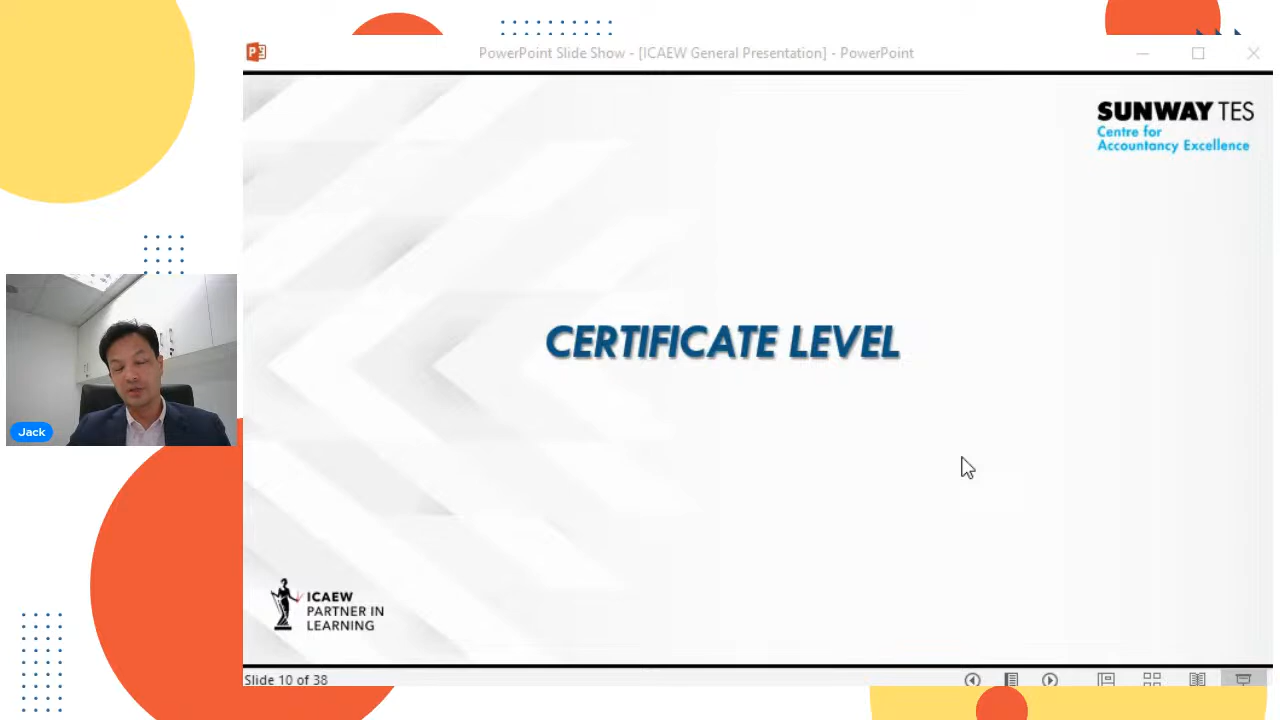 PowerPoint Slide Show - [ICAEW General Presentation] - PowerPoint
SUNWAY TES
Centre for
Accountancy Excellence
CERTIFICATE LEVEL
Jack
ICAEW
PARTNER IN
LEARNING
Slide 10 of 38